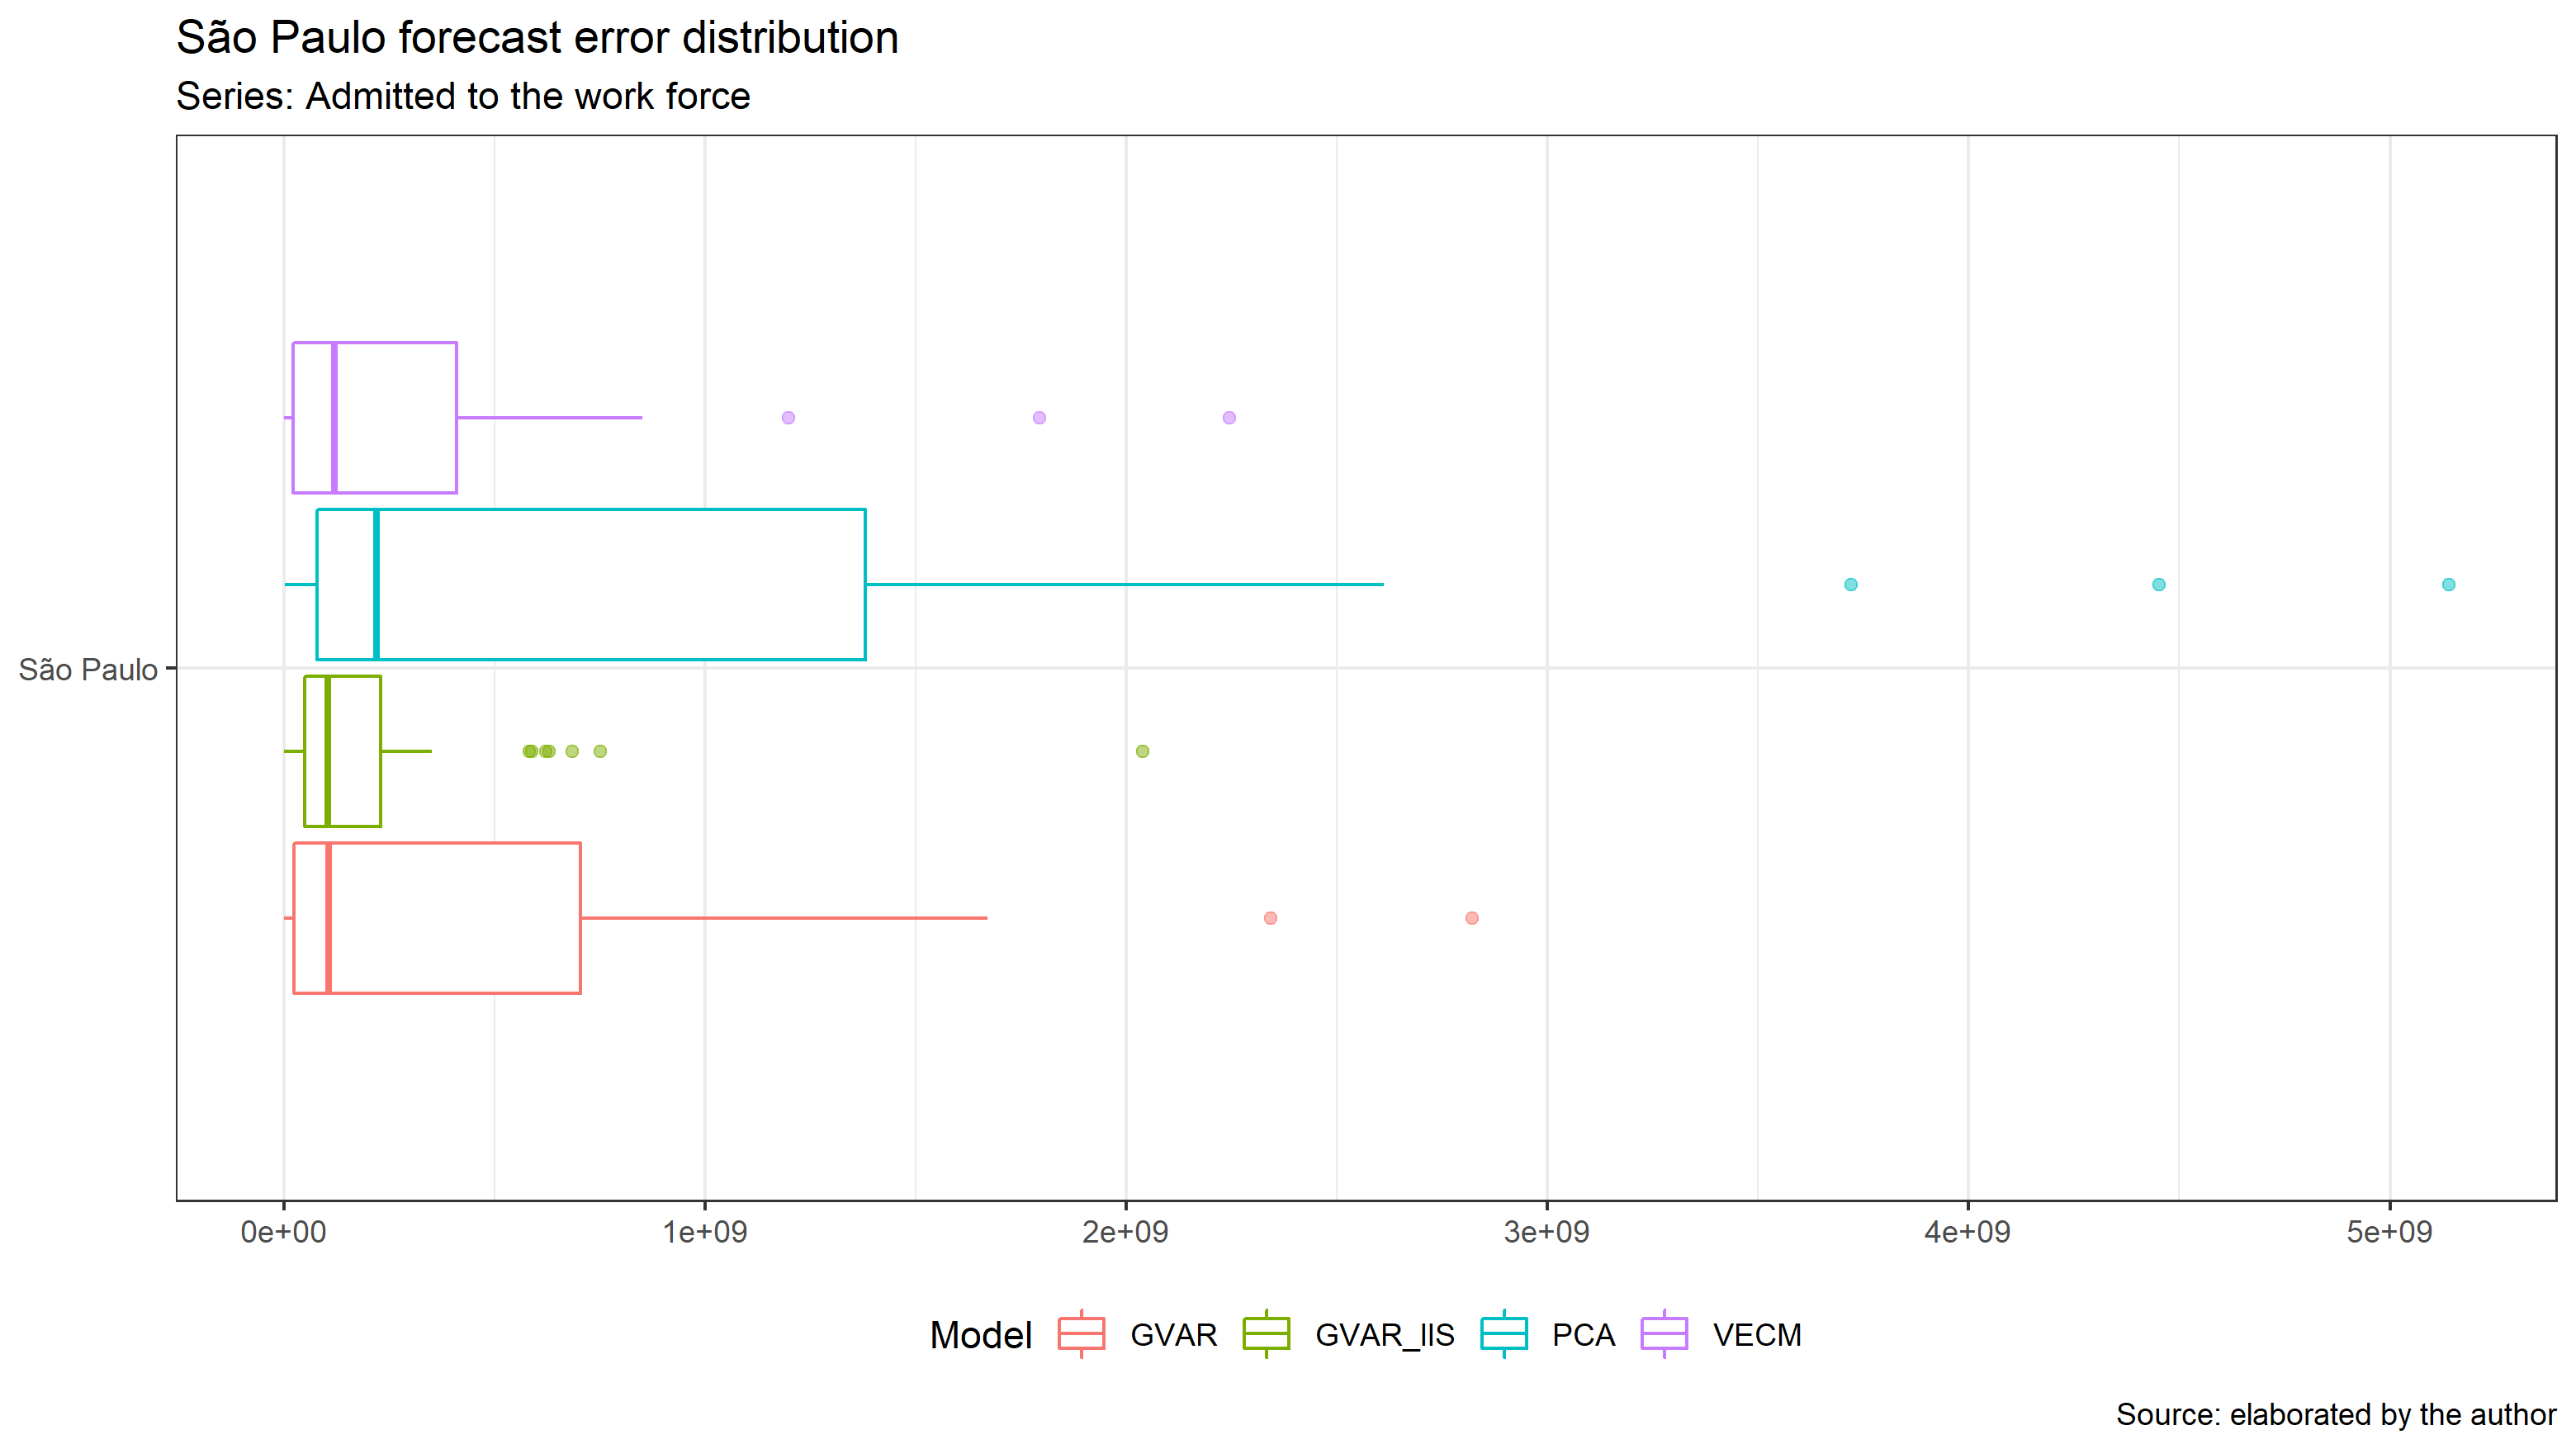 São Paulo forecast error distribution
Series: Admitted to the work force
São Paulo
0e+00 1e+09 2e+09 3e+09 4e+09 5e+09
Model GVAR GVAR_IIS PCA VECM
Source: elaborated by the author